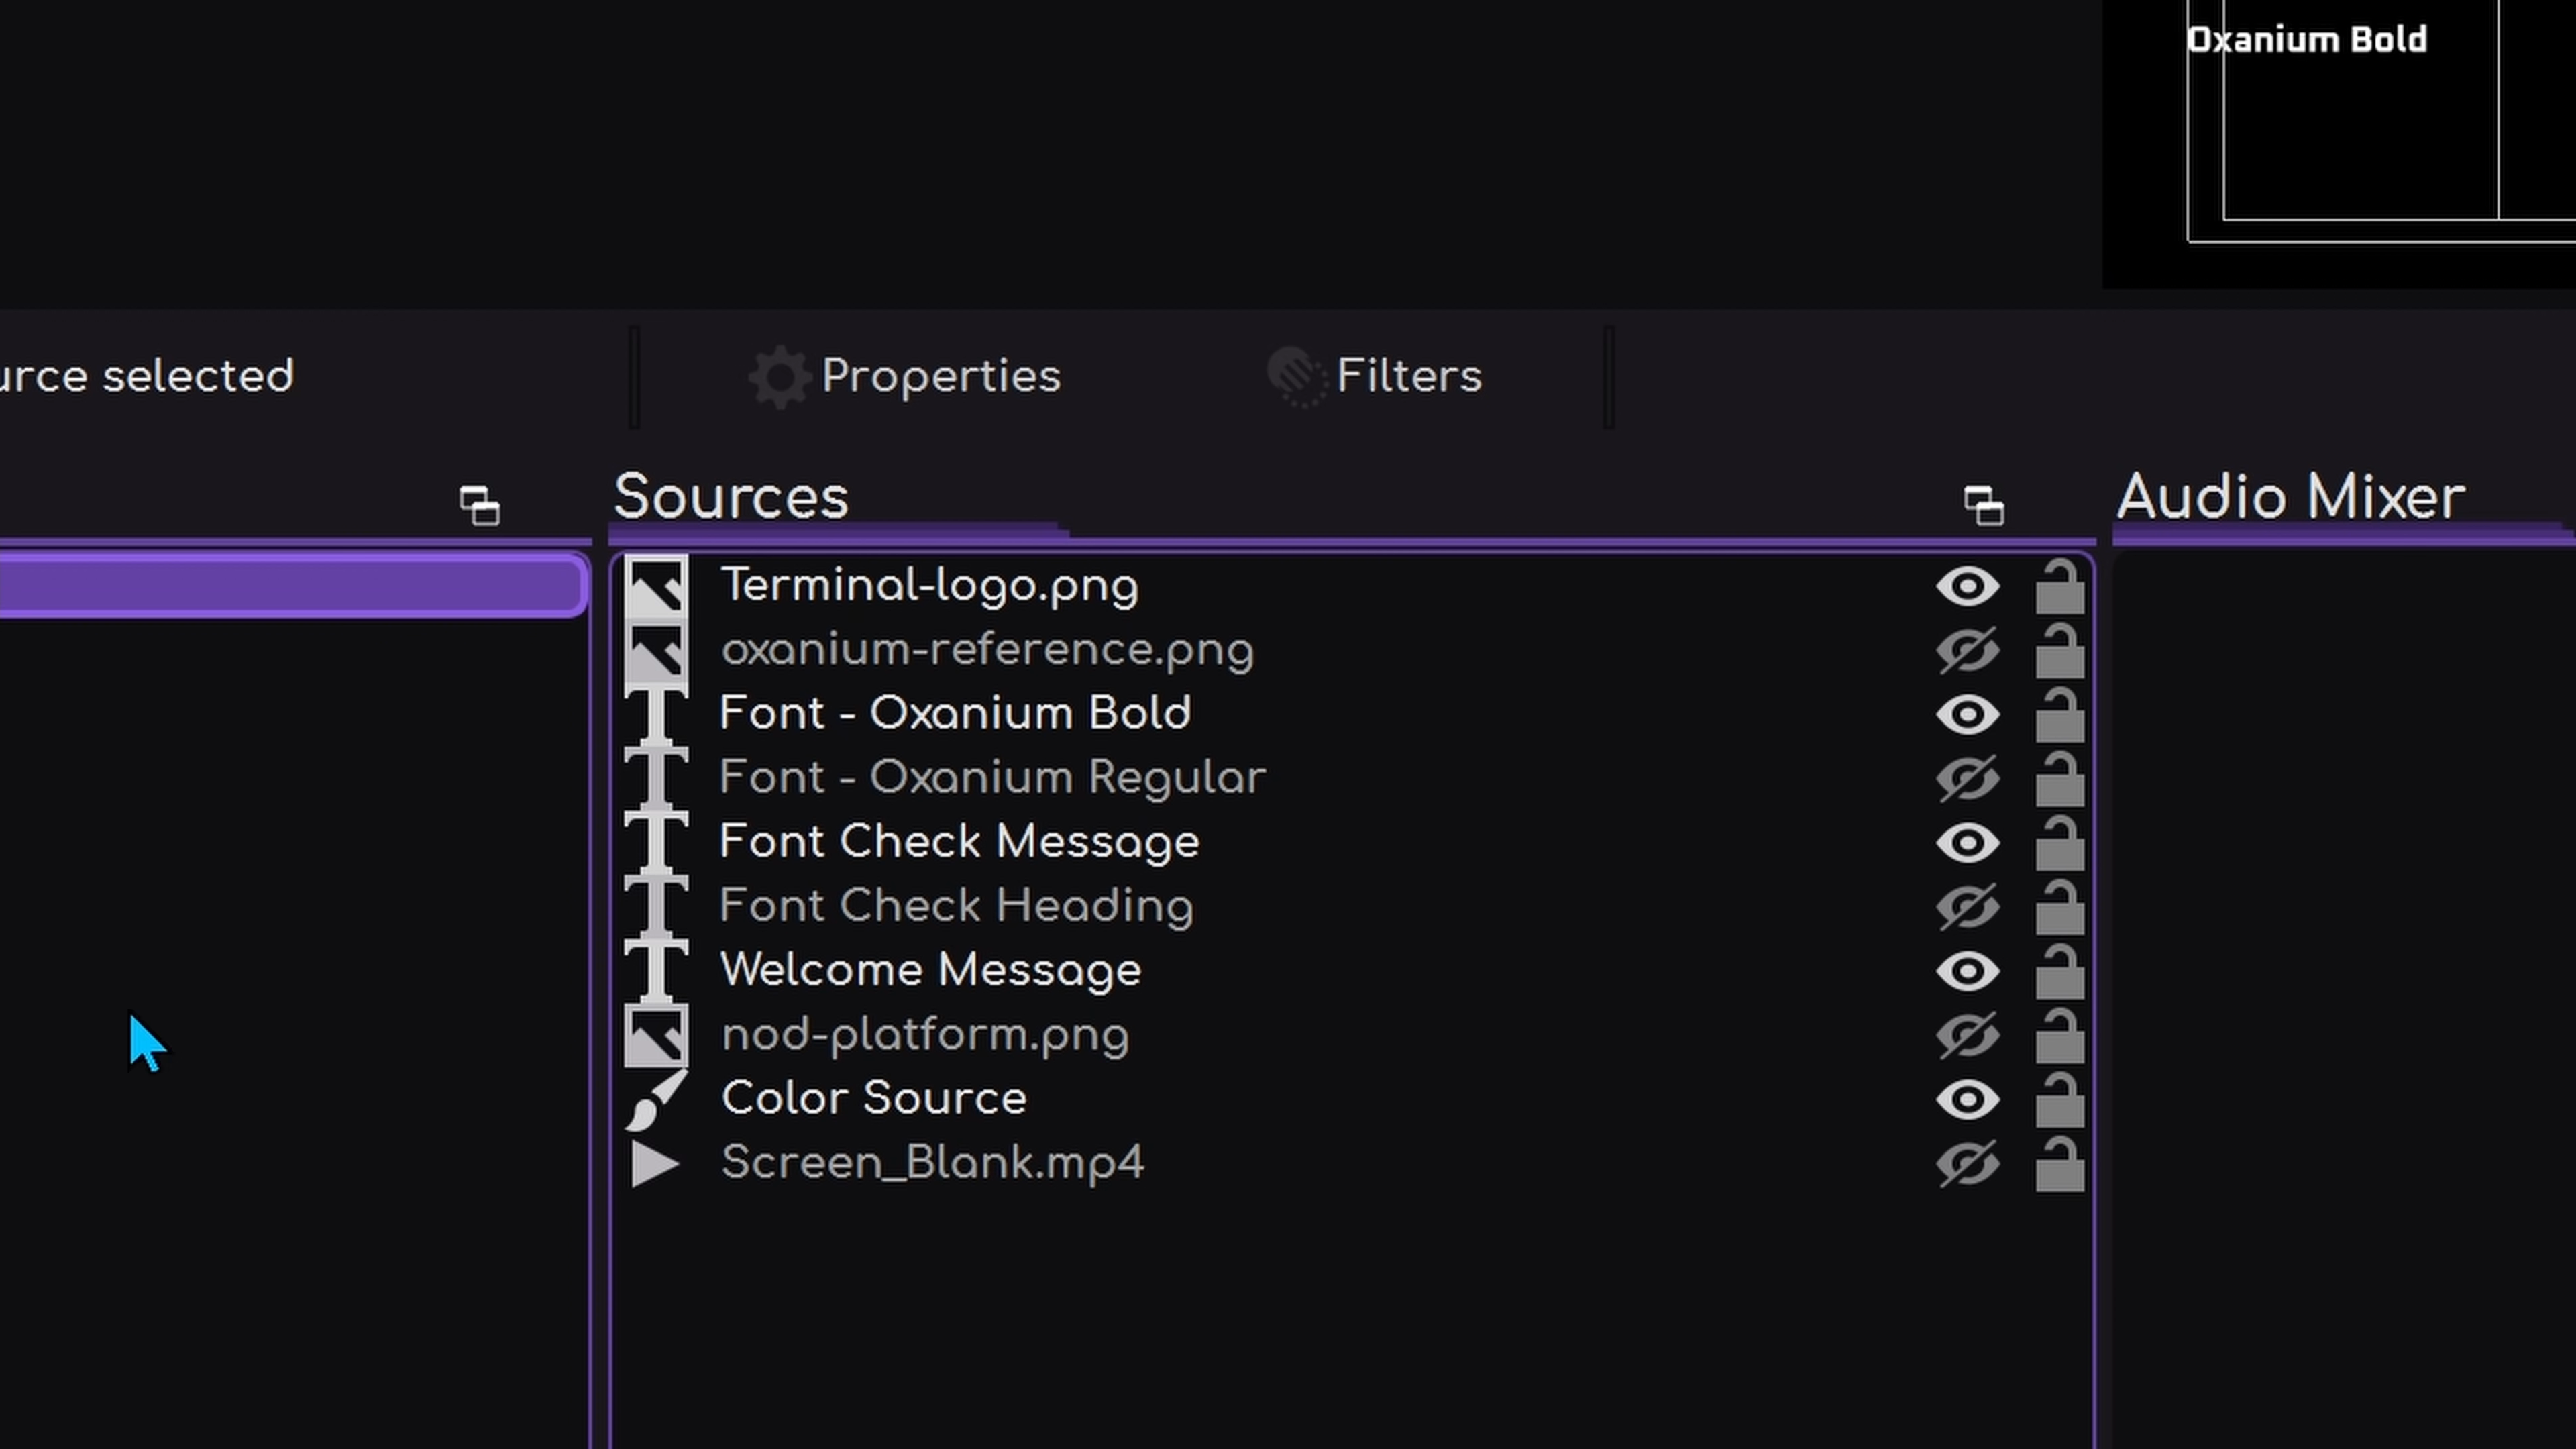 Oxanium Bold
urce selected
Properties
Filters
Sources
Audio Mixer
Terminal-logo.png
oxanium-reference.png
Font - Oxanium Bold
Font - Oxanium Regular
Font Check Message
Font Check Heading
Welcome Message
nod-platform.png
Color Source
Screen_Blank.mp4